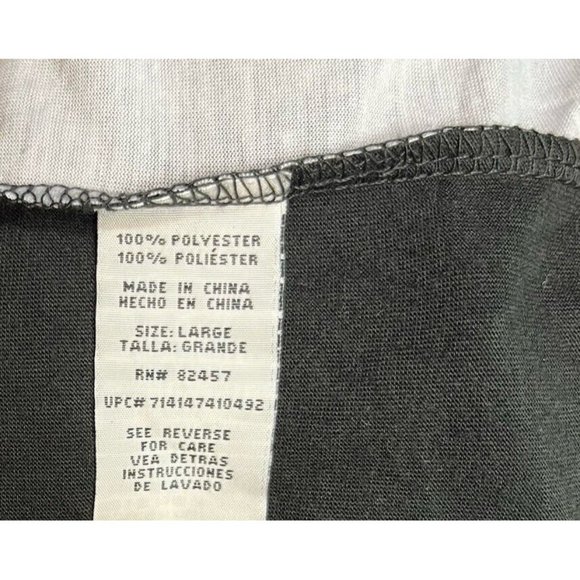 100% POLYESTER
100% POLIÉSTER
MADE IN CHINA
HECHO EN CHINA
SIZE: LARGE
TALLA: GRANDE
RN# 82457
UPC# 714147410492
SEE REVERSE
FOR CARE
VEA DETRAS
INSTRUCCIONES
DE LAVADO